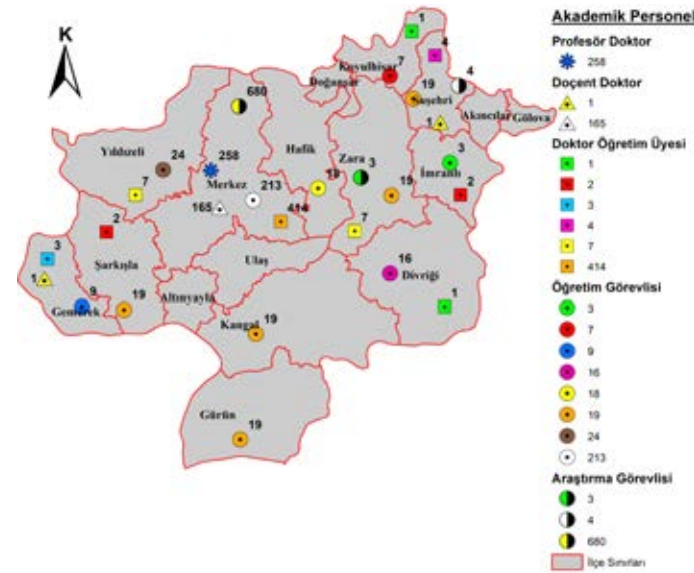 K
1
4
7
4
Koyulhisar
Doğanşar
19
Suşehri
1
Akıncılar
Gölova
680
Hafik
Yıldızeli
24
258
Zara
3
3
İmranlı
7
Merkez
213
18
19
2
165
414
2
7
3
Şarkışla
Ulaş
16
Divriği
1
Altınyayla
9
19
Gemerek
1
Kangal
19
Gürün
19
Akademik Personel
Profesör Doktor
258
Doçent Doktor
1
165
Doktor Öğretim Üyesi
1
2
3
4
7
414
Öğretim Görevlisi
3
7
9
16
18
19
24
213
Araştırma Görevlisi
3
4
680
İlçe Sınırları